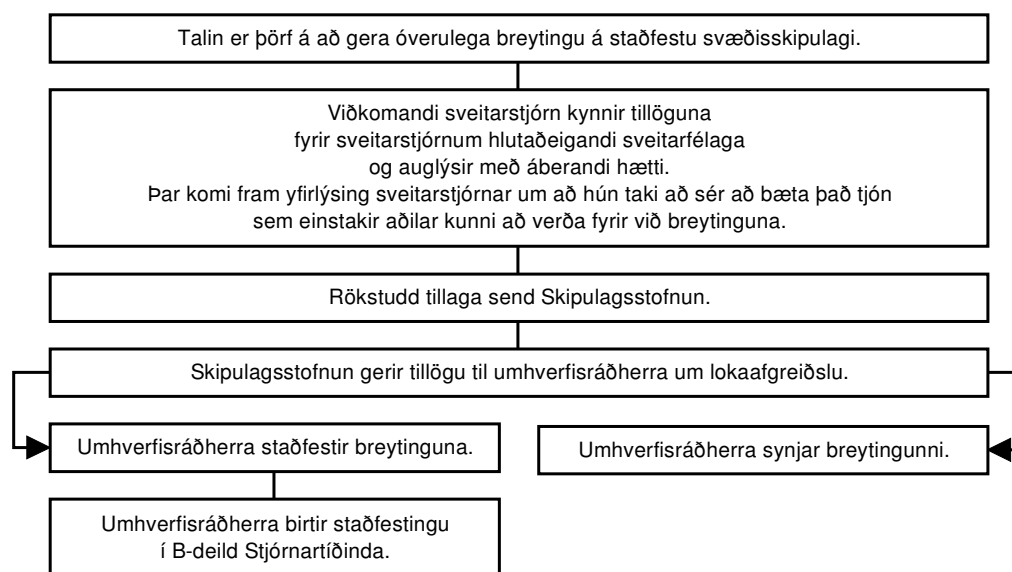 Talin er þörf á að gera óverulega breytingu á staðfestu svæðisskipulagi.
Viðkomandi sveitarstjórn kynnir tillöguna
fyrir sveitarstjórnum hlutaðeigandi sveitarfélaga
og auglýsir með áberandi hætti.
Þar komi fram yfirlýsing sveitarstjórnar um að hún taki að sér að bæta það tjón
sem einstakir aðilar kunni að verða fyrir við breytinguna.
Rökstudd tillaga send Skipulagsstofnun.
Skipulagsstofnun gerir tillögu til umhverfisráðherra um lokaafgreiðslu.
Umhverfisráðherra staðfestir breytinguna.
Umhverfisráðherra synjar breytingunni.
Umhverfisráðherra birtir staðfestingu
í B-deild Stjórnartíðinda.